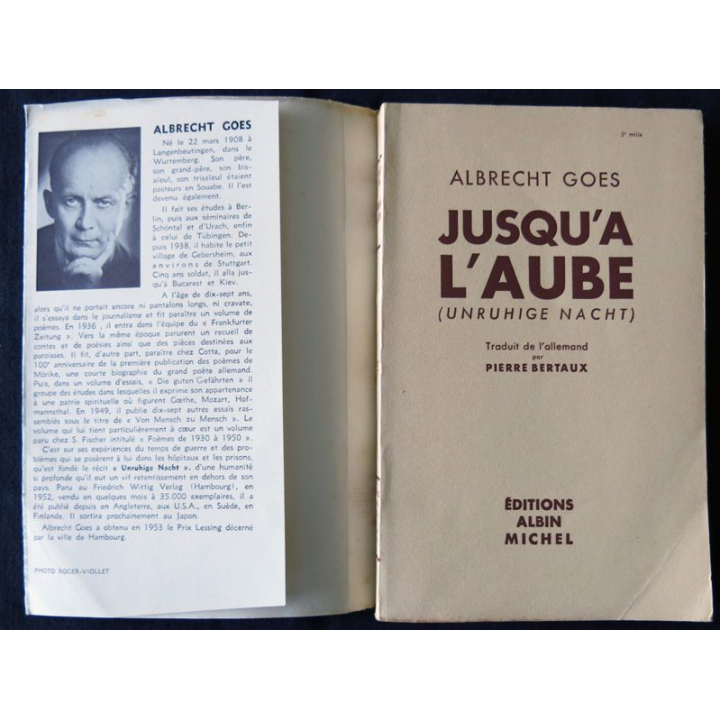 ALBRECHT GOES
Né le 22 mars 1908 à
Langenbeutingen, dans le
Wurtemberg. Son père,
son grand-père, son bis-
aïeul, son trisaïeul étaient
pasteurs en Souabe. Il l'est
devenu également.
Il fait ses études à Ber-
lin, puis aux séminaires de
Schöntal et d'Urach, enfin
à celui de Tubingen. De-
puis 1938, il habite le petit
village de Gebersheim, aux
environs de Stuttgart.
Cinq ans soldat, il alla jus-
qu'à Bucarest et Kiev.
A l'âge de dix-sept ans,
alors qu'il ne portait encore ni pantalons longs, ni cravate,
il s'essaya dans le journalisme et fit paraître un volume de
poèmes. En 1936, il entra dans l'équipe du « Frankfurter
Zeitung ». Vers la même époque parurent un recueil de
contes et de poésies ainsi que des pièces destinées aux
paroisses. Il fit, d'autre part, paraître chez Cotta, pour le
100e anniversaire de la première publication des poèmes de
Mörike, une courte biographie du grand poète allemand.
Puis, dans un volume d'essais, « Die guten Gefährten » il
groupe des études dans lesquelles il exprime son appartenance
à une patrie spirituelle où figurent Gœthe, Mozart, Hof-
mannsthal. En 1949, il publie dix-sept autres essais ras-
semblés sous le titre de « Von Mensch zu Mensch ». Le
volume qui lui tient particulièrement à cœur est un volume
paru chez S. Fischer intitulé « Poèmes de 1930 à 1950 ».
C'est sur ses expériences du temps de guerre et des pro-
blèmes qui se posèrent à lui dans les hôpitaux et les prisons,
qu'est fondé le récit « Unruhige Nacht », d'une humanité
si profonde qu'il eut un vif retentissement en dehors de son
pays. Paru au Friedrich Wittig Verlag (Hambourg), en
1952, vendu en quelques mois à 35.000 exemplaires, il a
été publié depuis en Angleterre, aux U.S.A., en Suède, en
Finlande. Il sortira prochainement au Japon.
Albrecht Goes a obtenu en 1953 le Prix Lessing décerné
par la ville de Hambourg.
PHOTO ROGER-VIOLLET
3e mille
ALBRECHT GOES
JUSQU'A
L'AUBE
(UNRUHIGE NACHT)
Traduit de l'allemand
par
PIERRE BERTAUX
ÉDITIONS
ALBIN
MICHEL